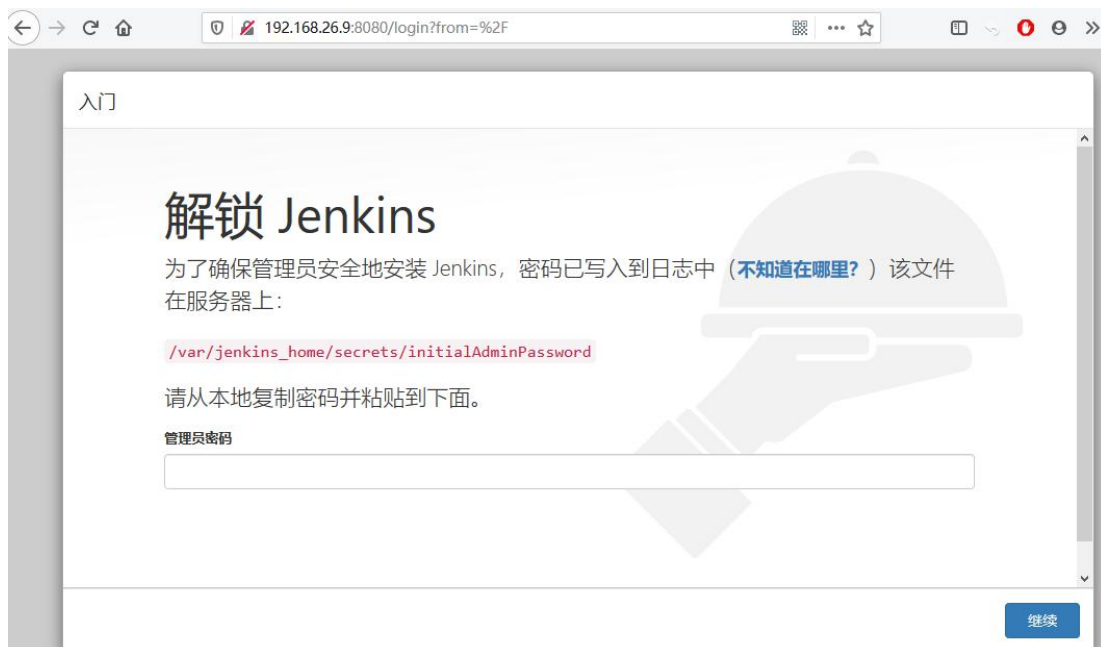 192.168.26.9:8080/login?from=%2F
入门
解锁 Jenkins
为了确保管理员安全地安装 Jenkins，密码已写入到日志中（不知道在哪里？）该文件
在服务器上：
/var/jenkins_home/secrets/initialAdminPassword
请从本地复制密码并粘贴到下面。
管理员密码
继续